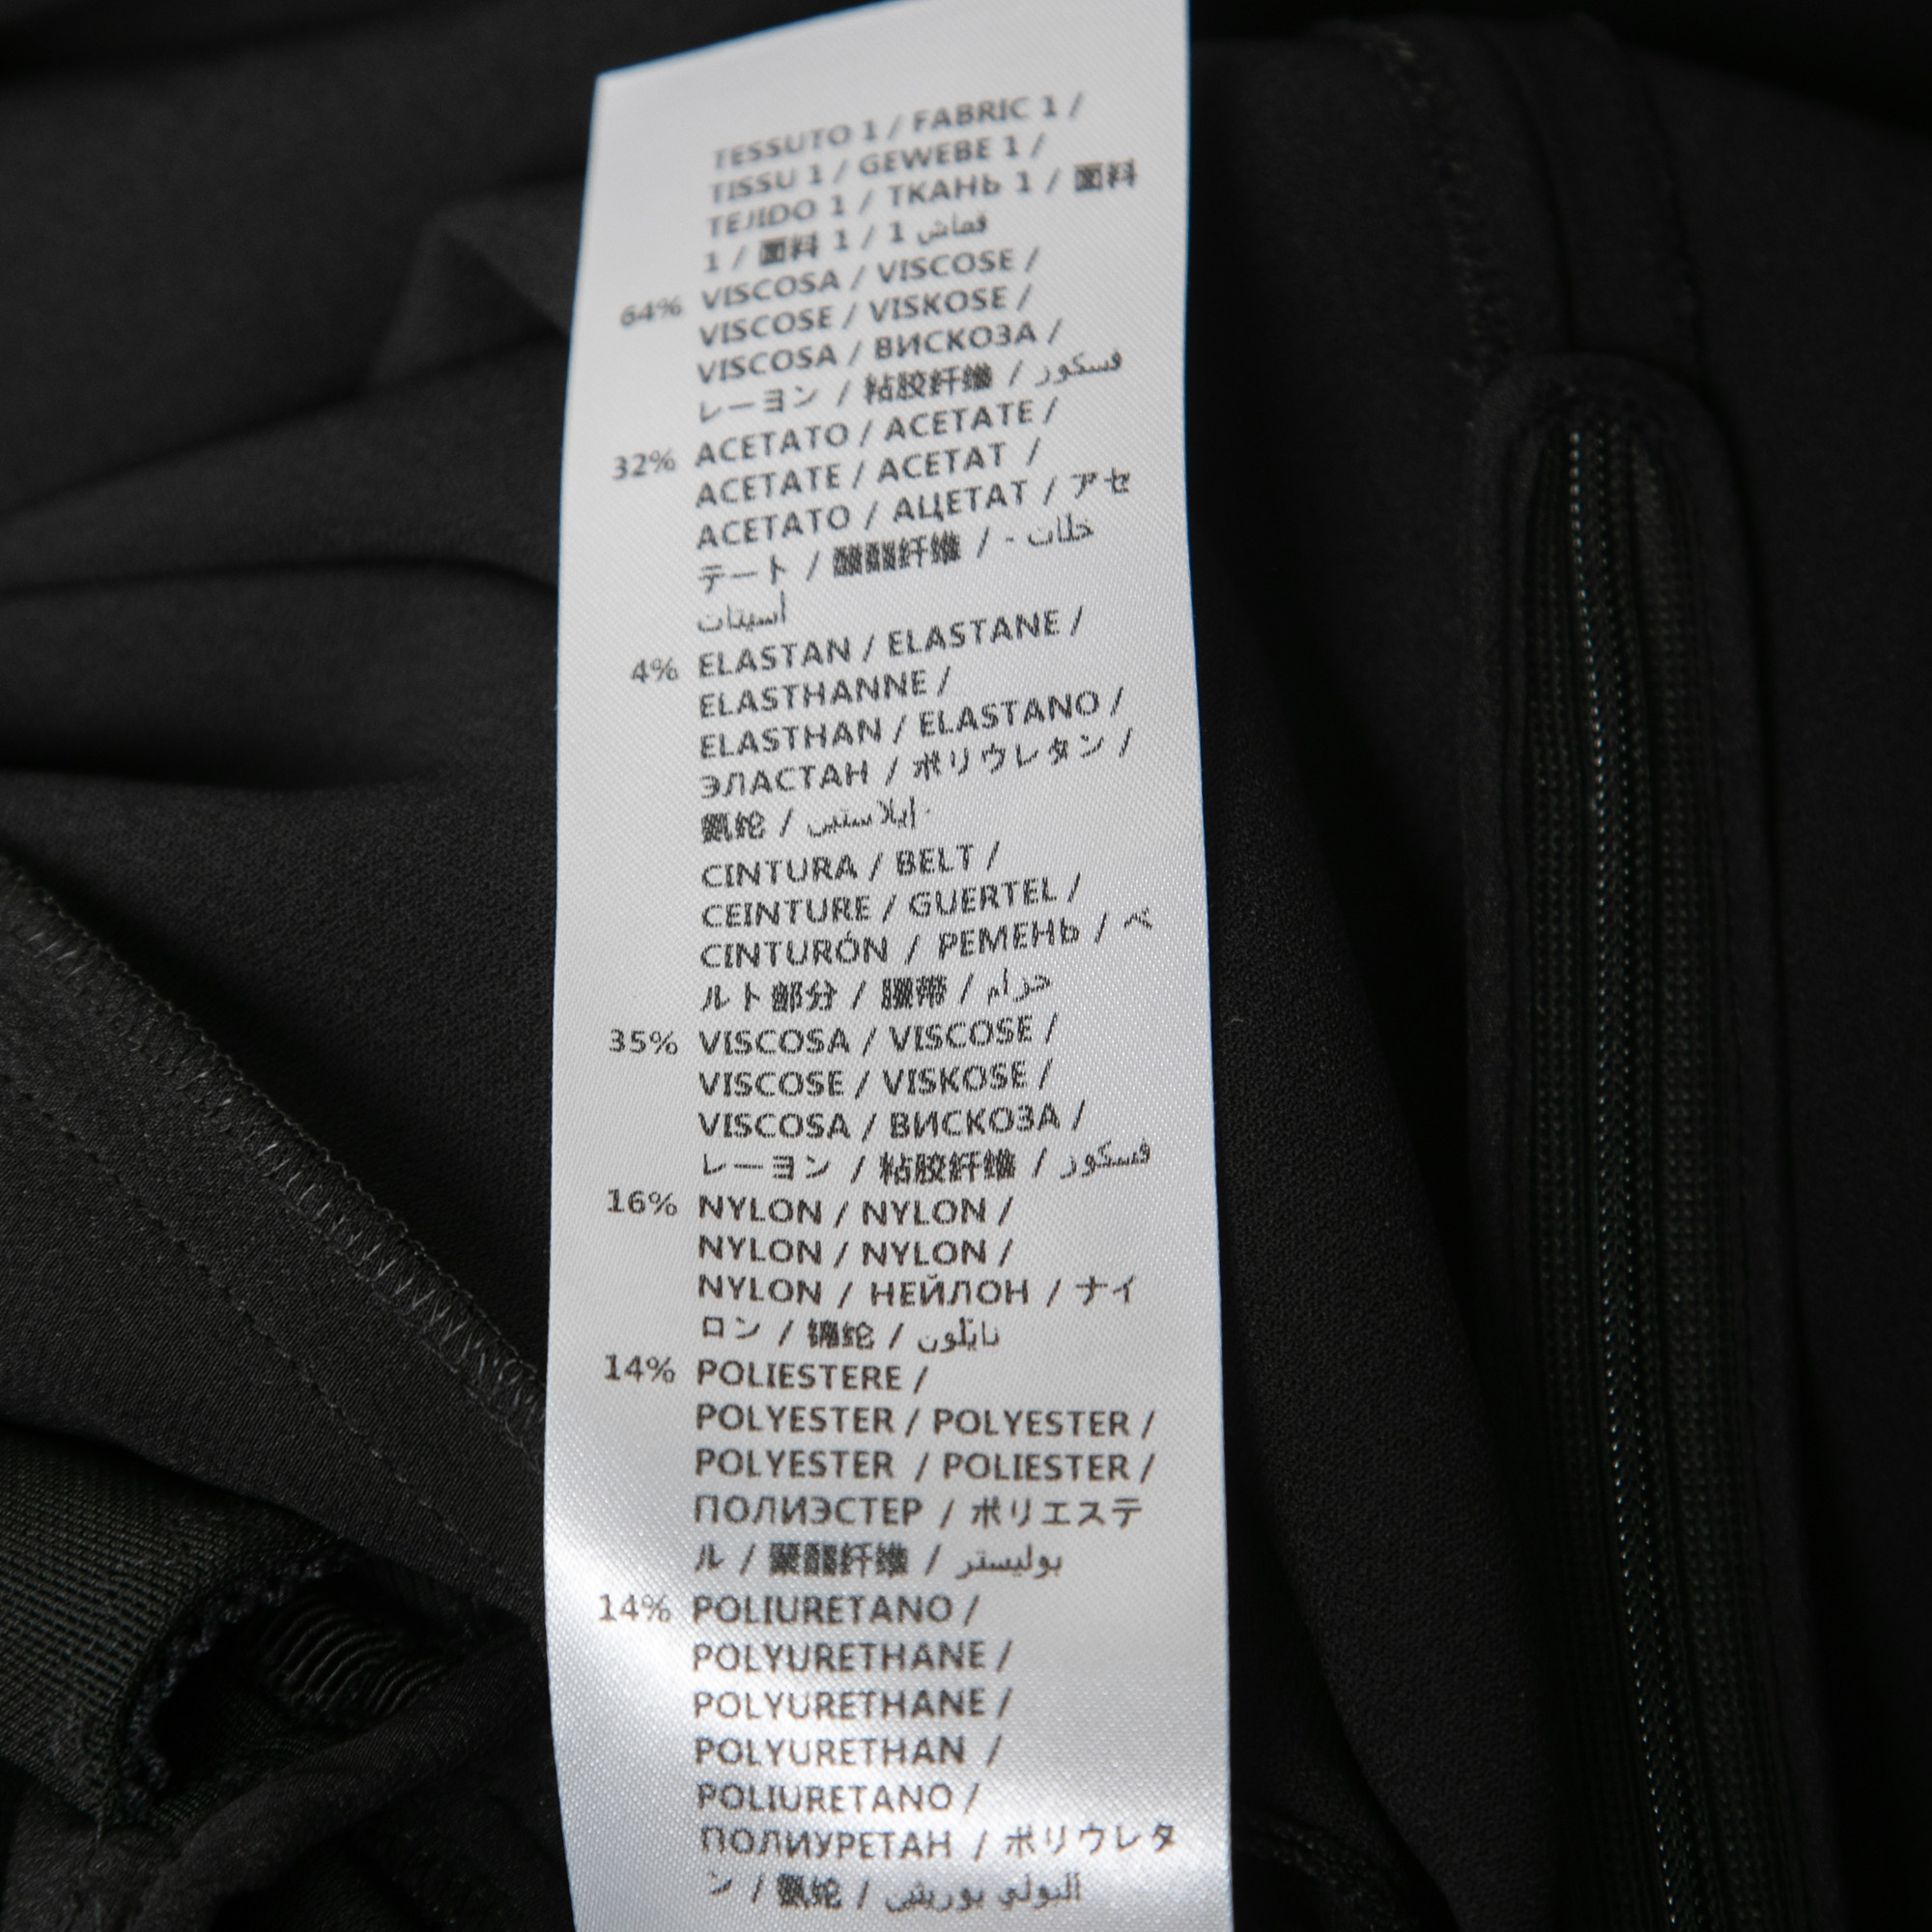 TESSUTO 1 / FABRIC 1 /
TISSU 1 / GEWEBE 1 /
TEJIDO 1 / ТКАНЬ 1 / 面料
1 / 面料 1 / 1 قماش
64% VISCOSA / VISCOSE /
VISCOSE / VISKOSE /
VISCOSA / ВИСКОЗА /
レーヨン / 粘胶纤维 / فسكوز
32% ACETATO / ACETATE /
ACETATE / ACETAT /
ACETATO / АЦЕТАТ / アセ
テート / 醋酯纤维 / - خلات
أسيتات
4% ELASTAN / ELASTANE /
ELASTHANNE /
ELASTHAN / ELASTANO /
ЭЛАСТАН / ポリウレタン /
氨纶 / إيلاستين
CINTURA / BELT /
CEINTURE / GUERTEL /
CINTURÓN / РЕМЕНЬ / ベ
ルト部分 / 腰带 / حزام
35% VISCOSA / VISCOSE /
VISCOSE / VISKOSE /
VISCOSA / ВИСКОЗА /
レーヨン / 粘胶纤维 / فسكوز
16% NYLON / NYLON /
NYLON / NYLON /
NYLON / НЕЙЛОН / ナイ
ロン / 锦纶 / نايلون
14% POLIESTERE /
POLYESTER / POLYESTER /
POLYESTER / POLIESTER /
ПОЛИЭСТЕР / ポリエステ
ル / 聚酯纤维 / بوليستر
14% POLIURETANO /
POLYURETHANE /
POLYURETHANE /
POLYURETHAN /
POLIURETANO /
ПОЛИУРЕТАН / ポリウレタ
ン / 氨纶 / البولي